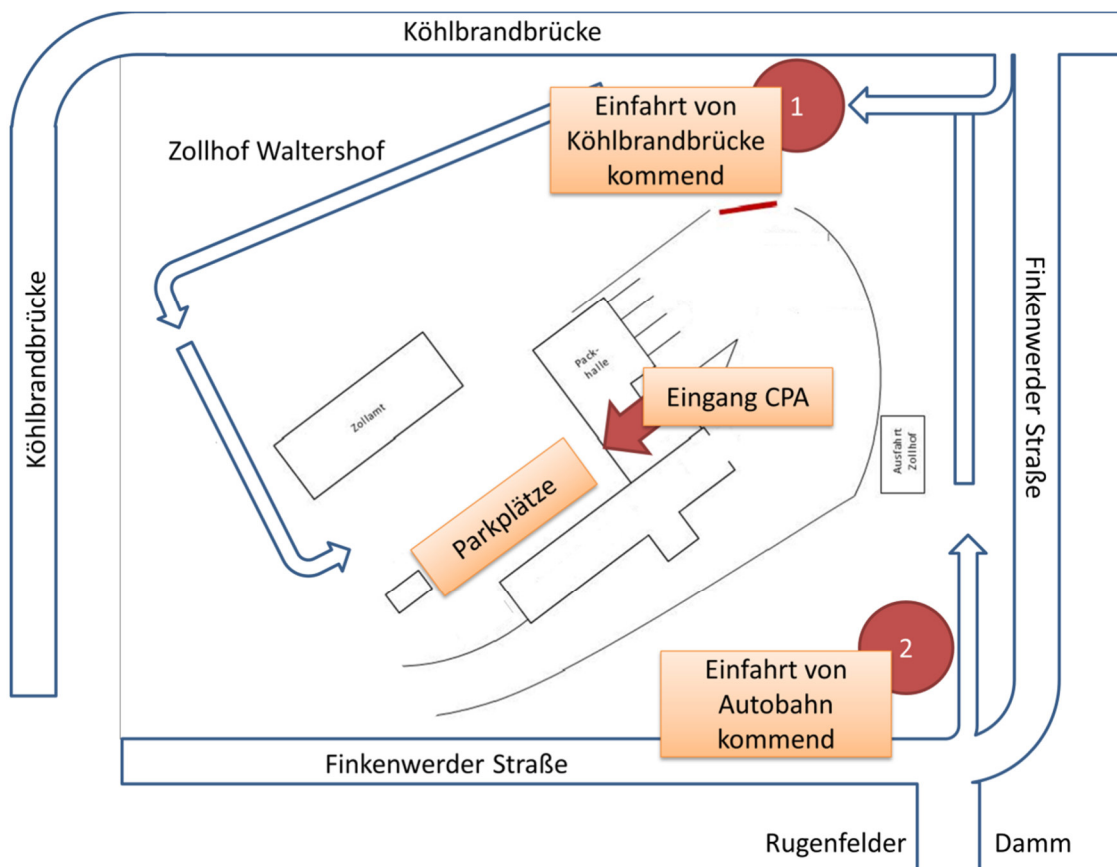 Köhlbrandbrücke
Einfahrt von
Köhlbrandbrücke
kommend
1
Zollhof Waltershof
Köhlbrandbrücke
Finkenwerder Straße
Pack-
halle
Eingang CPA
Zollamt
Ausfahrt
Zollhof
Parkplätze
2
Einfahrt von
Autobahn
kommend
Finkenwerder Straße
Rugenfelder Damm